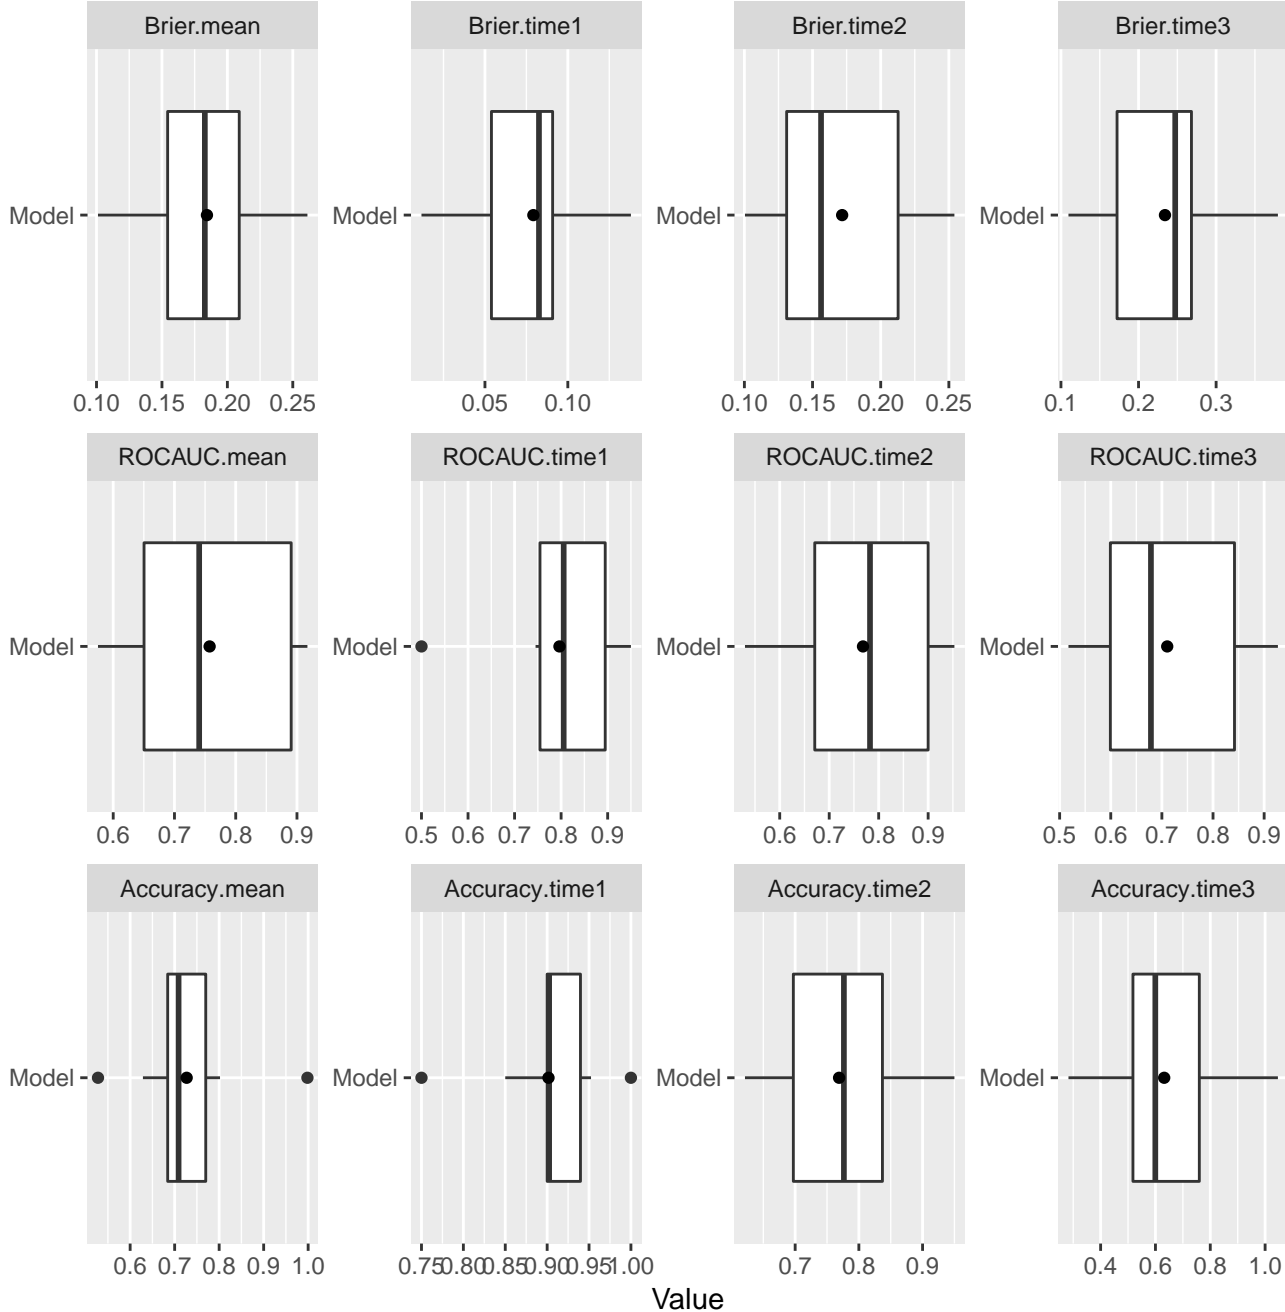 Brier.mean Brier.time1 Brier.time2 Brier.time3
Model Model Model Model
0.10 0.15 0.20 0.25 0.05 0.10 0.10 0.15 0.20 0.25 0.1 0.2 0.3
ROCAUC.mean ROCAUC.time1 ROCAUC.time2 ROCAUC.time3
Model Model Model Model
0.6 0.7 0.8 0.9 0.5 0.6 0.7 0.8 0.9 0.6 0.7 0.8 0.9 0.5 0.6 0.7 0.8 0.9
Accuracy.mean Accuracy.time1 Accuracy.time2 Accuracy.time3
Model Model Model Model
0.6 0.7 0.8 0.9 1.0 0.75 0.80 0.85 0.90 0.95 1.00 0.7 0.8 0.9 0.4 0.6 0.8 1.0
Value